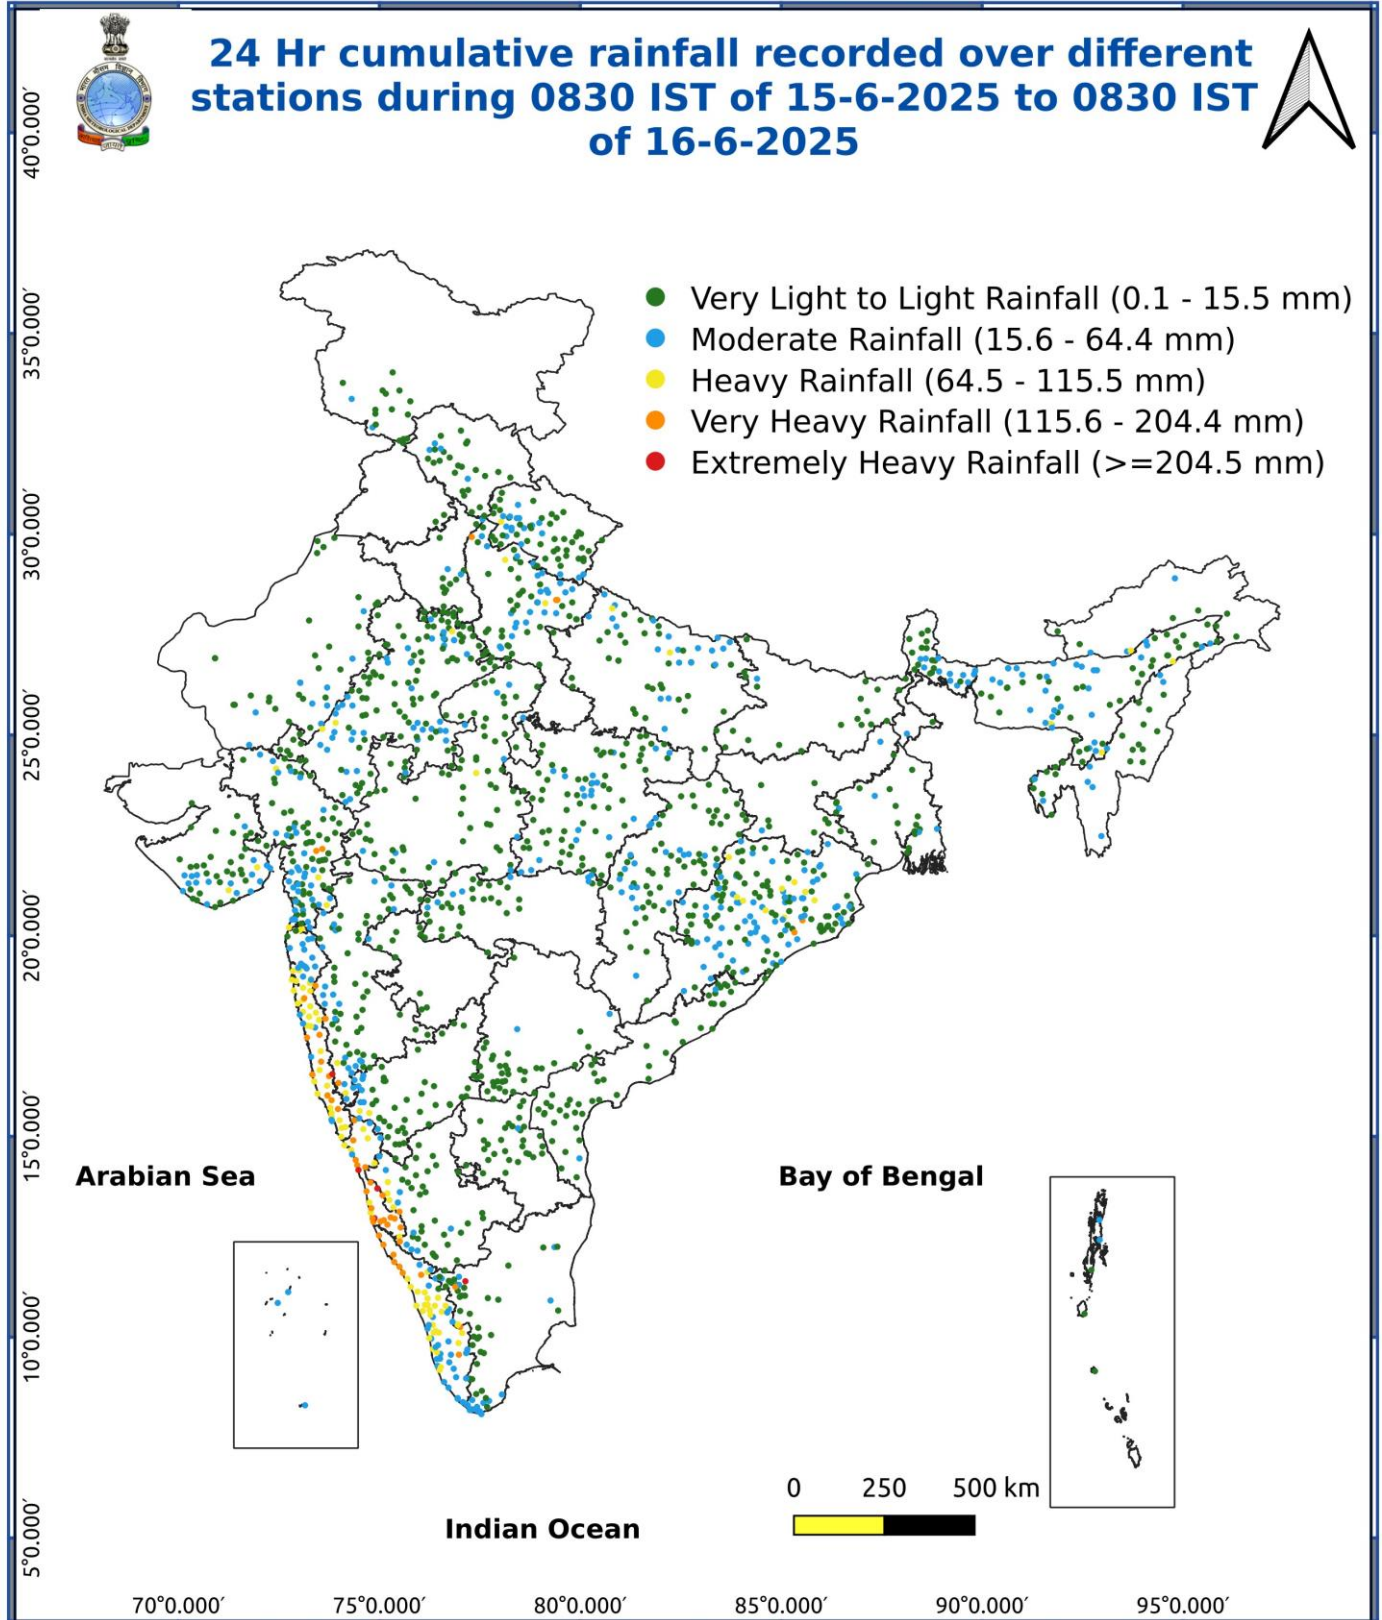 24 Hr cumulative rainfall recorded over different
stations during 0830 IST of 15-6-2025 to 0830 IST
of 16-6-2025
Very Light to Light Rainfall (0.1 - 15.5 mm)
Moderate Rainfall (15.6 - 64.4 mm)
Heavy Rainfall (64.5 - 115.5 mm)
Very Heavy Rainfall (115.6 - 204.4 mm)
Extremely Heavy Rainfall (>=204.5 mm)
40°0.000′
35°0.000′
30°0.000′
25°0.000′
20°0.000′
15°0.000′
10°0.000′
5°0.000′
Arabian Sea
Bay of Bengal
Indian Ocean
0 250 500 km
70°0.000′ 75°0.000′ 80°0.000′ 85°0.000′ 90°0.000′ 95°0.000′